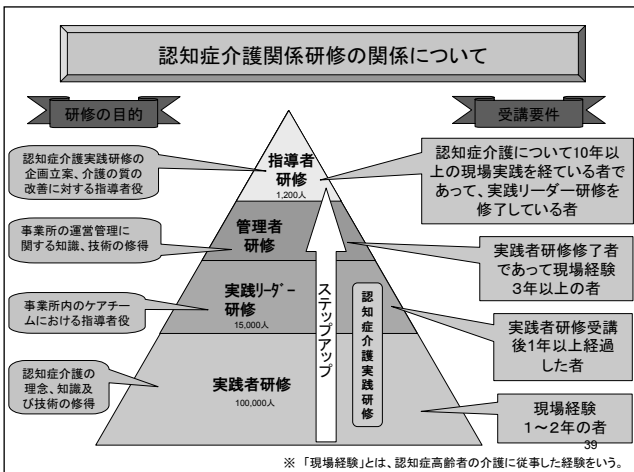 認知症介護関係研修の関係について
研修の目的
受講要件
認知症介護実践研修の
企画立案、介護の質の
改善に対する指導者役
指導者
研修
1,200人
認知症介護について10年以
上の現場実践を経ている者で
あって、実践リーダー研修を
修了している者
事業所の運営管理に
関する知識、技術の修得
管理者
研修
実践者研修修了者
であって現場経験
3年以上の者
事業所内のケアチー
ムにおける指導者役
実践リーダー
研修
15,000人
実践者研修受講
後1年以上経過
した者
認知症介護の
理念、知識及
び技術の修得
実践者研修
100,000人
ステップアップ
認知症介護実践研修
現場経験
1～2年の者
39
※ 「現場経験」とは、認知症高齢者の介護に従事した経験をいう。